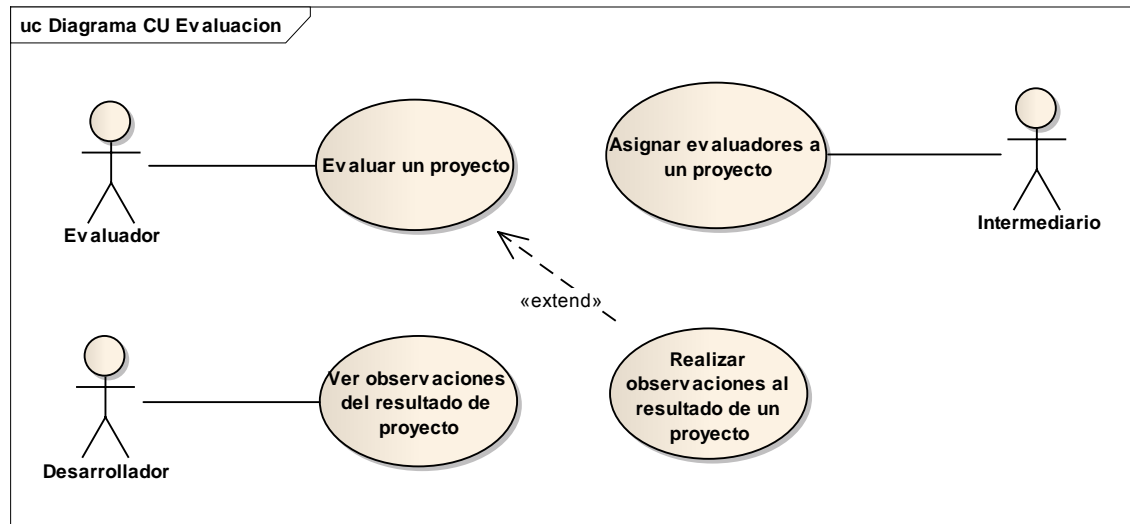 uc Diagrama CU Evaluacion
Evaluador
Evaluar un proyecto
Asignar evaluadores a
un proyecto
Intermediario
«extend»
Desarrollador
Ver observaciones
del resultado de
proyecto
Realizar
observaciones al
resultado de un
proyecto